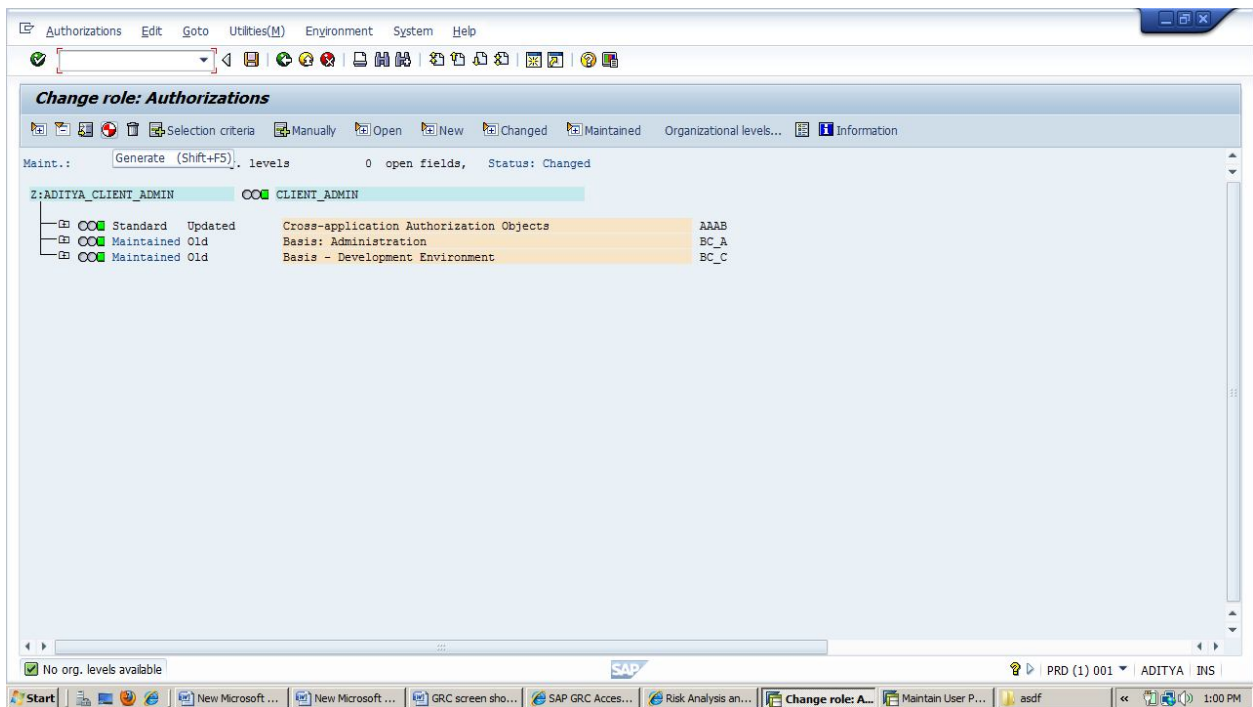 Authorizations Edit Goto Utilities(M) Environment System Help
Change role: Authorizations
Selection criteria Manually Open New Changed Maintained Organizational levels... Information
Maint.: Generate (Shift+F5) . levels 0 open fields, Status: Changed
Z:ADITYA_CLIENT_ADMIN CLIENT_ADMIN
Standard Updated Cross-application Authorization Objects AAAB
Maintained Old Basis: Administration BC_A
Maintained Old Basis - Development Environment BC_C
No org. levels available SAP PRD (1) 001 ADITYA INS
Start New Microsoft ... New Microsoft ... GRC screen sho... SAP GRC Acces... Risk Analysis an... Change role: A... Maintain User P... asdf « 1:00 PM